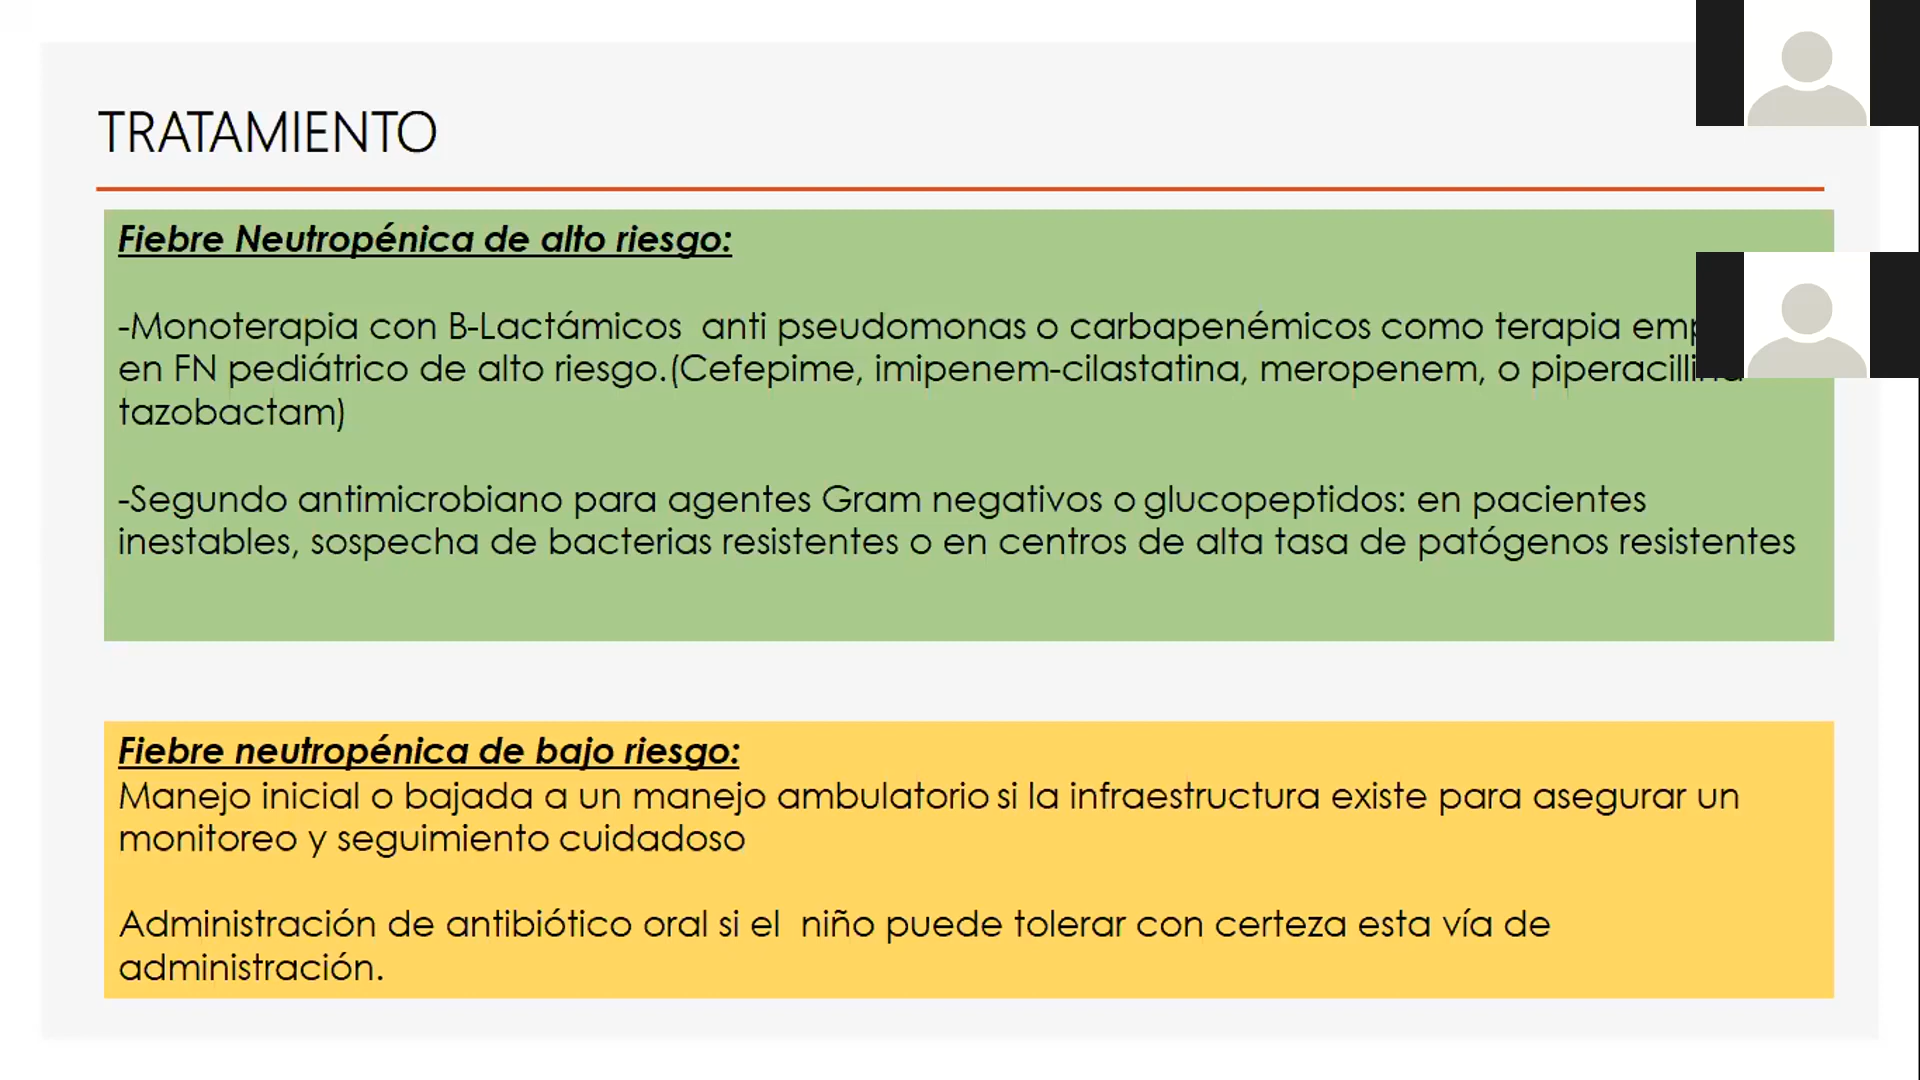 TRATAMIENTO
Fiebre Neutropénica de alto riesgo:
-Monoterapia con B-Lactámicos anti pseudomonas o carbapenémicos como terapia
en FN pediátrico de alto riesgo.(Cefepime, imipenem-cilastatina, meropenem, o piperacillina
tazobactam)
-Segundo antimicrobiano para agentes Gram negativos o glucopeptidos: en pacientes
inestables, sospecha de bacterias resistentes o en centros de alta tasa de patógenos resistentes
Fiebre neutropénica de bajo riesgo:
Manejo inicial o bajada a un manejo ambulatorio si la infraestructura existe para asegurar un
monitoreo y seguimiento cuidadoso
Administración de antibiótico oral si el niño puede tolerar con certeza esta vía de
administración.